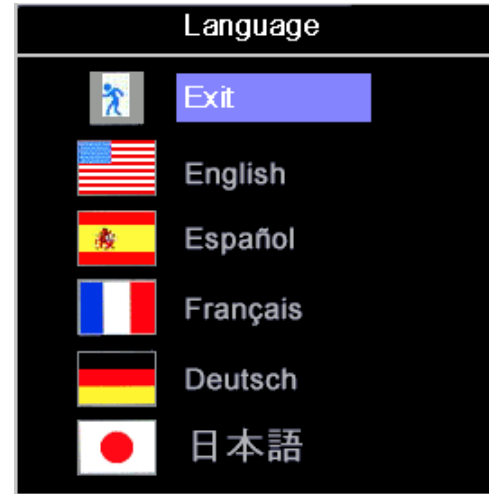 Language
Exit
English
Español
Français
Deutsch
日本語